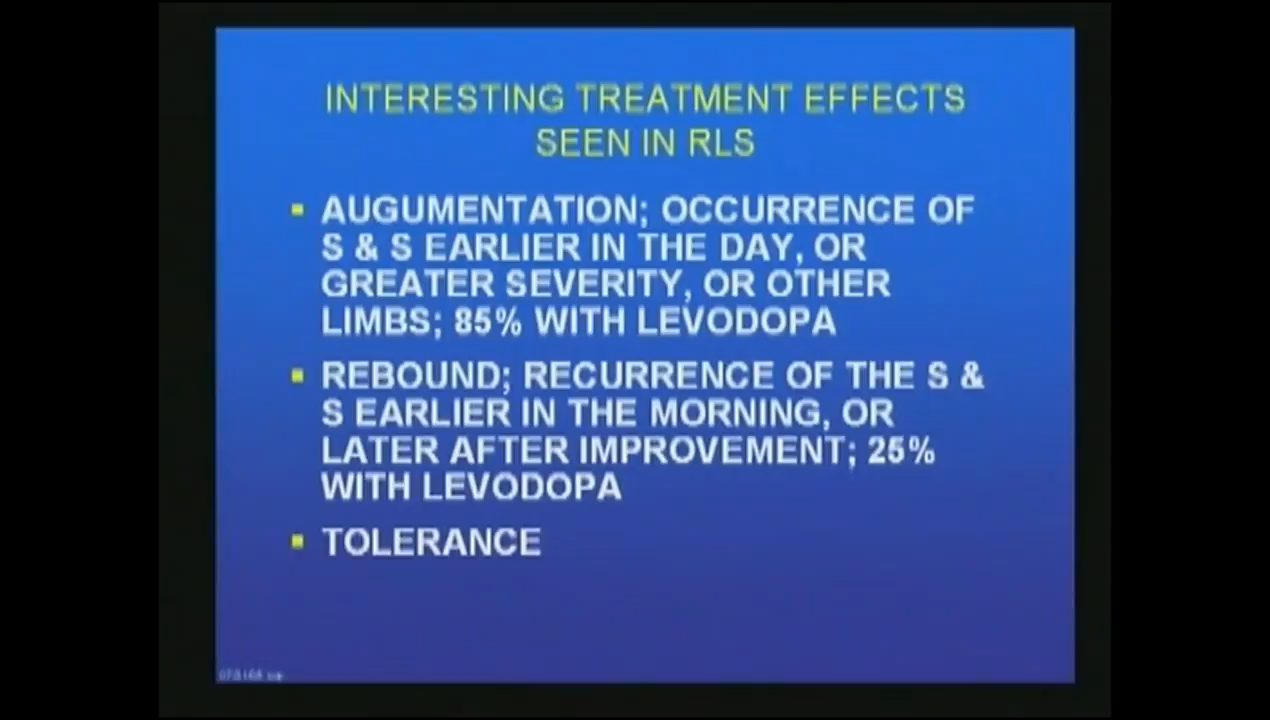 INTERESTING TREATMENT EFFECTS
SEEN IN RLS
AUGUMENTATION; OCCURRENCE OF
S & S EARLIER IN THE DAY, OR
GREATER SEVERITY, OR OTHER
LIMBS; 85% WITH LEVODOPA
REBOUND; RECURRENCE OF THE S &
S EARLIER IN THE MORNING, OR
LATER AFTER IMPROVEMENT; 25%
WITH LEVODOPA
TOLERANCE